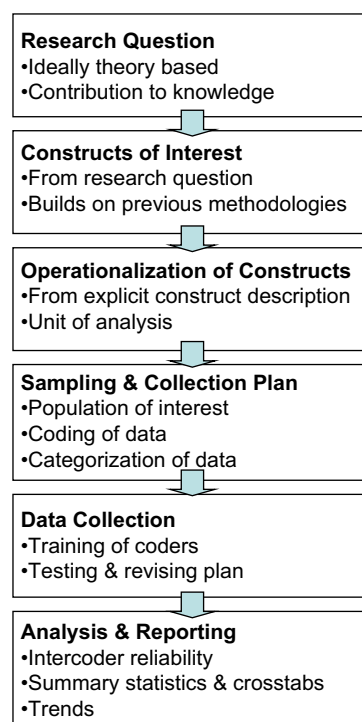 Research Question
•Ideally theory based
•Contribution to knowledge
Constructs of Interest
•From research question
•Builds on previous methodologies
Operationalization of Constructs
•From explicit construct description
•Unit of analysis
Sampling & Collection Plan
•Population of interest
•Coding of data
•Categorization of data
Data Collection
•Training of coders
•Testing & revising plan
Analysis & Reporting
•Intercoder reliability
•Summary statistics & crosstabs
•Trends